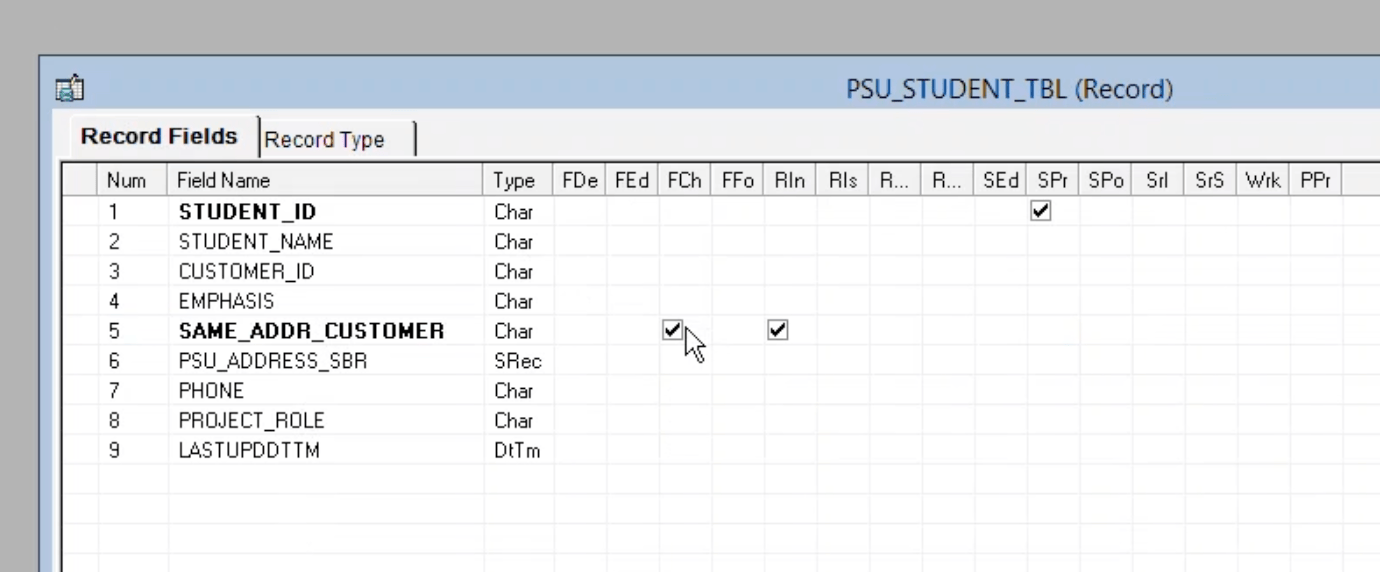 PSU_STUDENT_TBL (Record)
Record Fields Record Type
Num Field Name Type FDe FEd FCh FFo RIn RIs R... R... SEd SPr SPo SrI SrS Wrk PPr
1 STUDENT_ID Char
2 STUDENT_NAME Char
3 CUSTOMER_ID Char
4 EMPHASIS Char
5 SAME_ADDR_CUSTOMER Char
6 PSU_ADDRESS_SBR SRec
7 PHONE Char
8 PROJECT_ROLE Char
9 LASTUPDDTTM DtTm